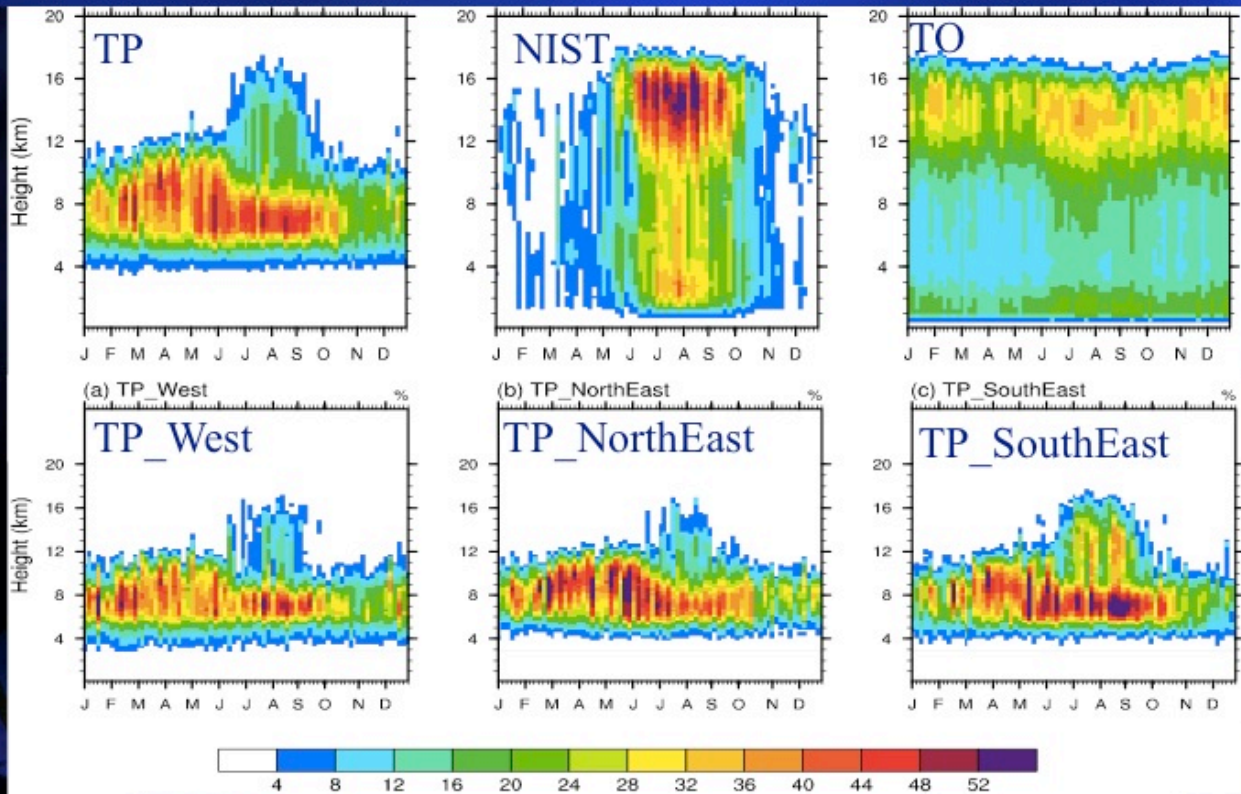 TP
NIST
TO
Height (km)
20
16
12
8
4
20
16
12
8
4
20
16
12
8
4
J F M A M J J A S O N D
J F M A M J J A S O N D
J F M A M J J A S O N D
(a) TP_West %
(b) TP_NorthEast %
(c) TP_SouthEast %
TP_West
TP_NorthEast
TP_SouthEast
Height (km)
20
16
12
8
4
20
16
12
8
4
20
16
12
8
4
J F M A M J J A S O N D
J F M A M J J A S O N D
J F M A M J J A S O N D
4 8 12 16 20 24 28 32 36 40 44 48 52